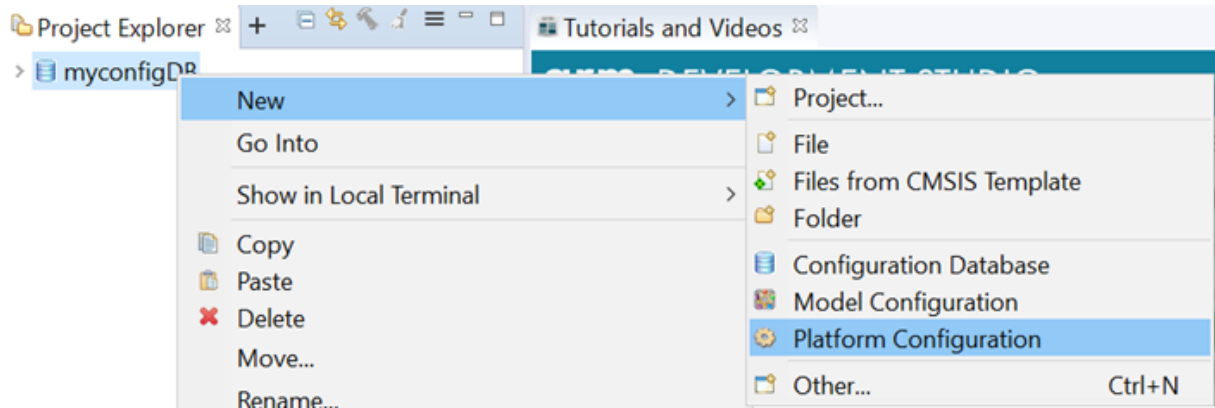 Project Explorer
Tutorials and Videos
myconfigDB
New
Project...
Go Into
File
Files from CMSIS Template
Show in Local Terminal
Folder
Copy
Configuration Database
Paste
Model Configuration
Delete
Platform Configuration
Move...
Other... Ctrl+N
Rename...